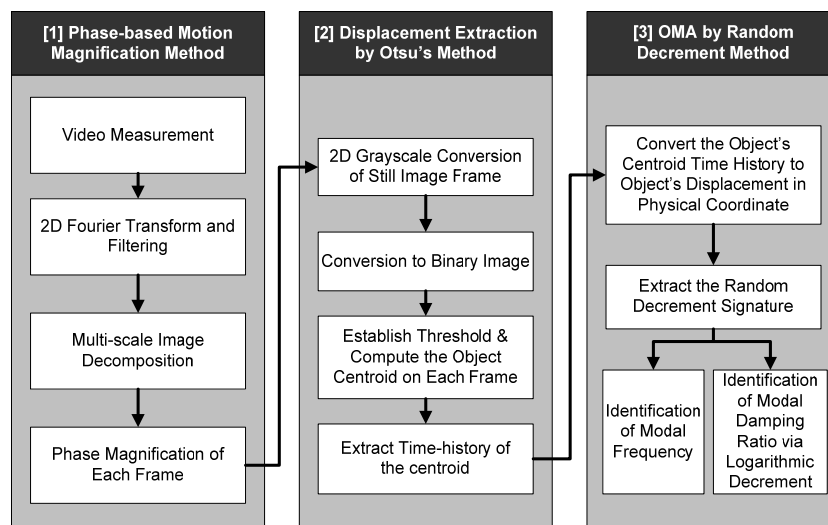 [1] Phase-based Motion
Magnification Method
Video Measurement
2D Fourier Transform and
Filtering
Multi-scale Image
Decomposition
Phase Magnification of
Each Frame
[2] Displacement Extraction
by Otsu's Method
2D Grayscale Conversion
of Still Image Frame
Conversion to Binary Image
Establish Threshold &
Compute the Object
Centroid on Each Frame
Extract Time-history of
the centroid
[3] OMA by Random
Decrement Method
Convert the Object's
Centroid Time History to
Object's Displacement in
Physical Coordinate
Extract the Random
Decrement Signature
Identification
of Modal
Frequency
Identification
of Modal
Damping
Ratio via
Logarithmic
Decrement